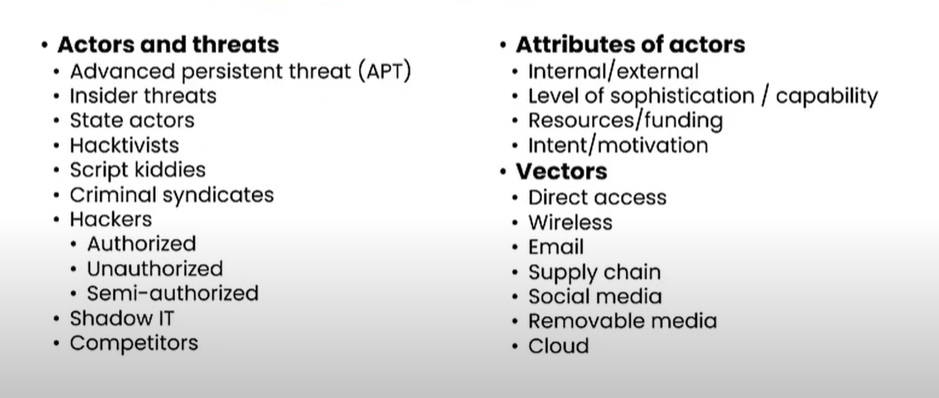 • Actors and threats
• Advanced persistent threat (APT)
• Insider threats
• State actors
• Hacktivists
• Script kiddies
• Criminal syndicates
• Hackers
• Authorized
• Unauthorized
• Semi-authorized
• Shadow IT
• Competitors
• Attributes of actors
• Internal/external
• Level of sophistication / capability
• Resources/funding
• Intent/motivation
• Vectors
• Direct access
• Wireless
• Email
• Supply chain
• Social media
• Removable media
• Cloud